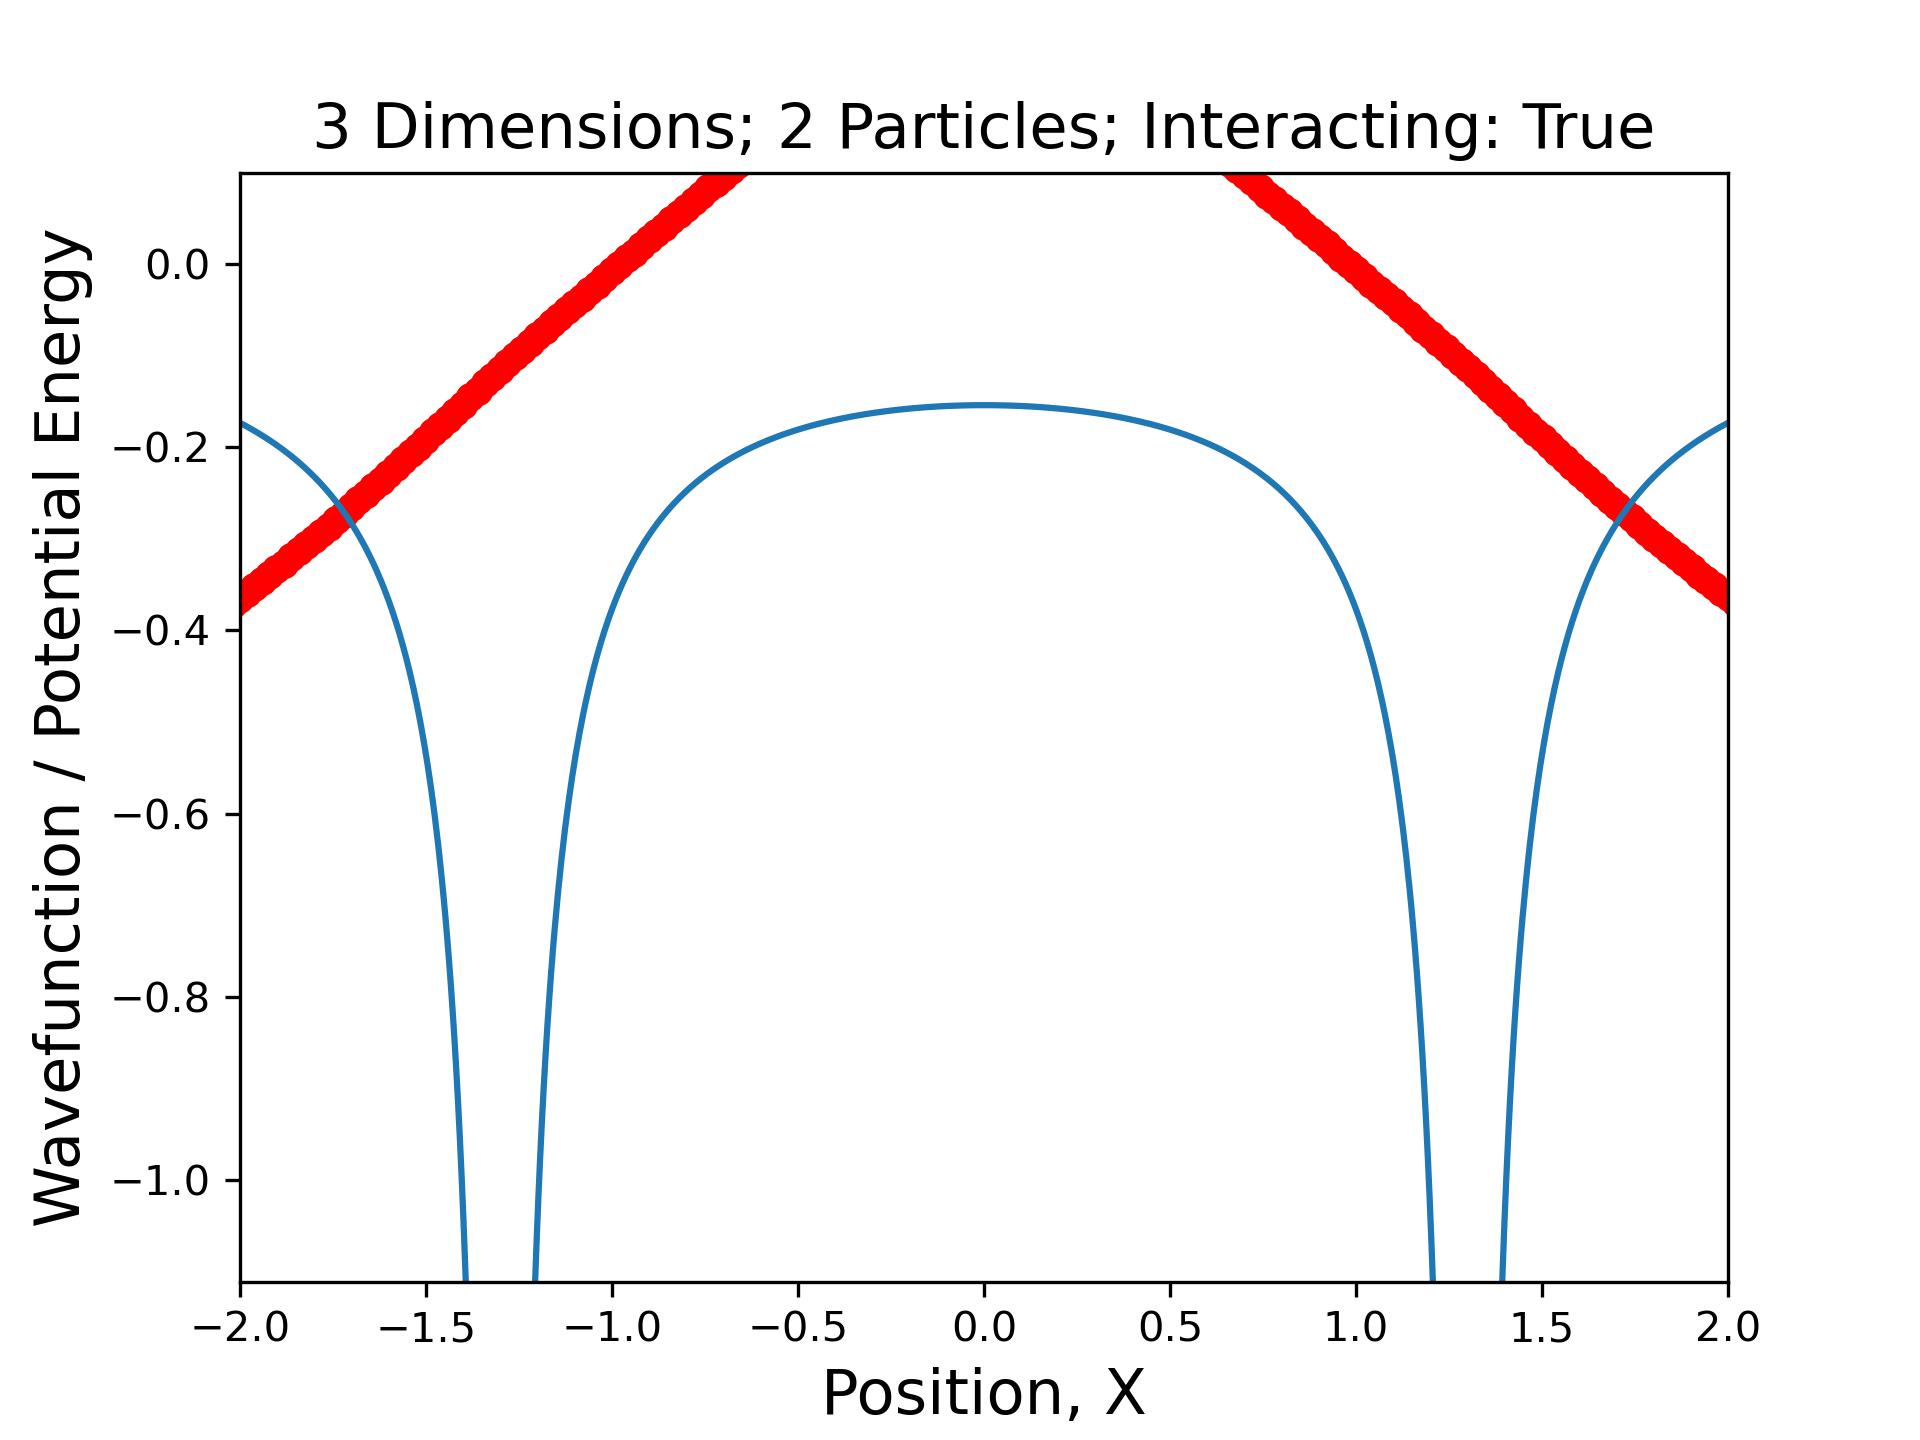 3 Dimensions; 2 Particles; Interacting: True
Wavefunction / Potential Energy
0.0
−0.2
−0.4
−0.6
−0.8
−1.0
−2.0 −1.5 −1.0 −0.5 0.0 0.5 1.0 1.5 2.0
Position, X